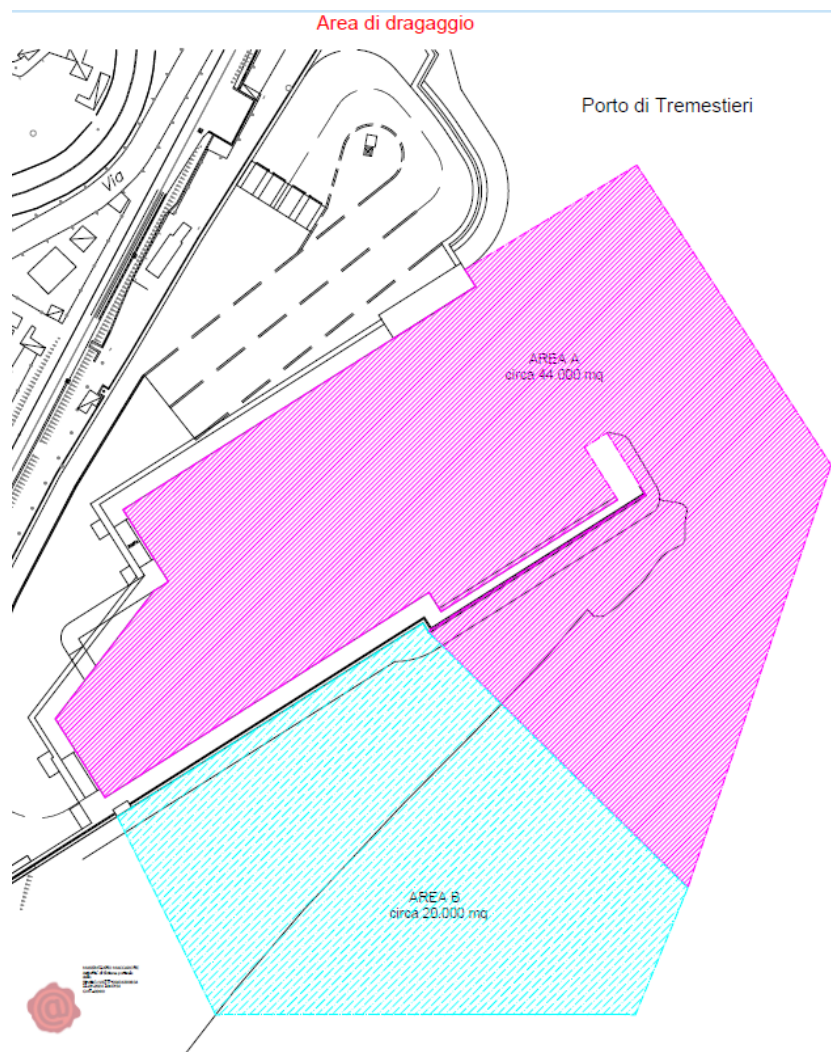 Area di dragaggio
Porto di Tremestieri
Via
AREA A
circa 44.000 mq
AREA B
circa 20.000 mq